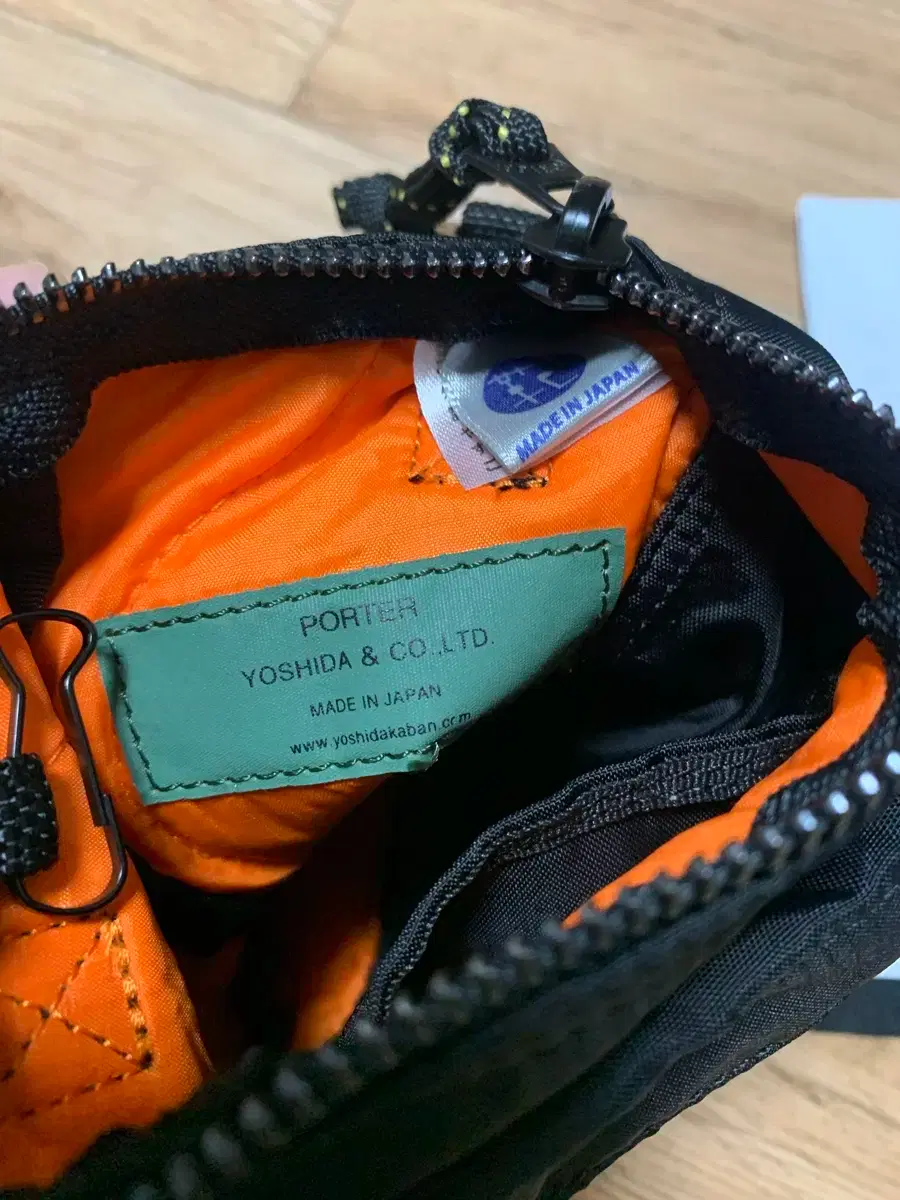 MADE IN JAPAN
PORTER
YOSHIDA & CO.,LTD.
MADE IN JAPAN
www.yoshidakaban.com